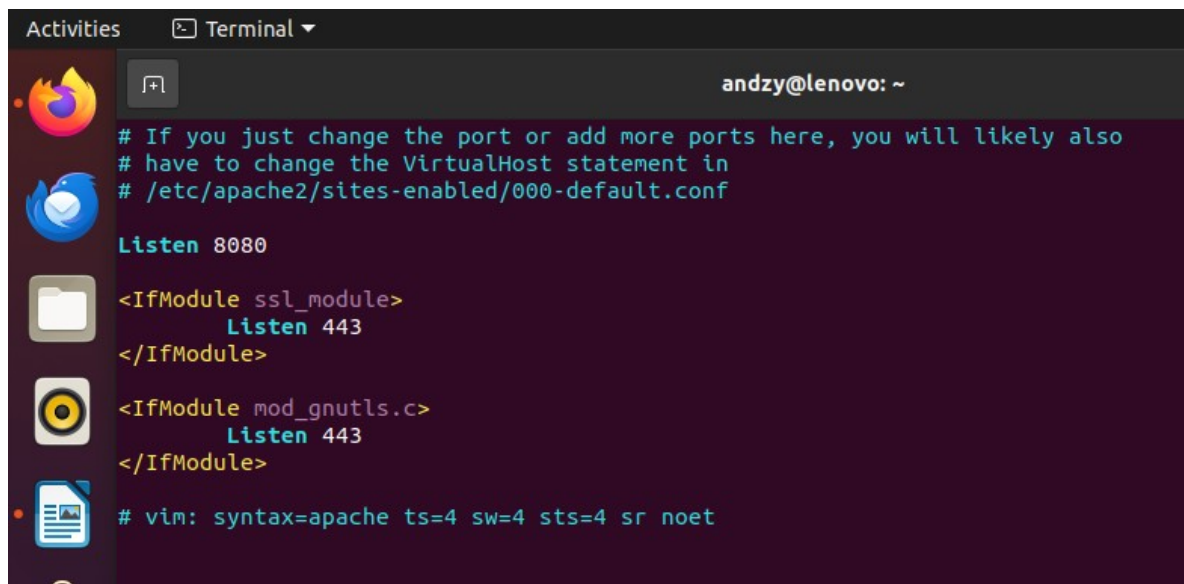 Activities Terminal
andzy@lenovo: ~
# If you just change the port or add more ports here, you will likely also
# have to change the VirtualHost statement in
# /etc/apache2/sites-enabled/000-default.conf
Listen 8080
<IfModule ssl_module>
        Listen 443
</IfModule>
<IfModule mod_gnutls.c>
        Listen 443
</IfModule>
# vim: syntax=apache ts=4 sw=4 sts=4 sr noet